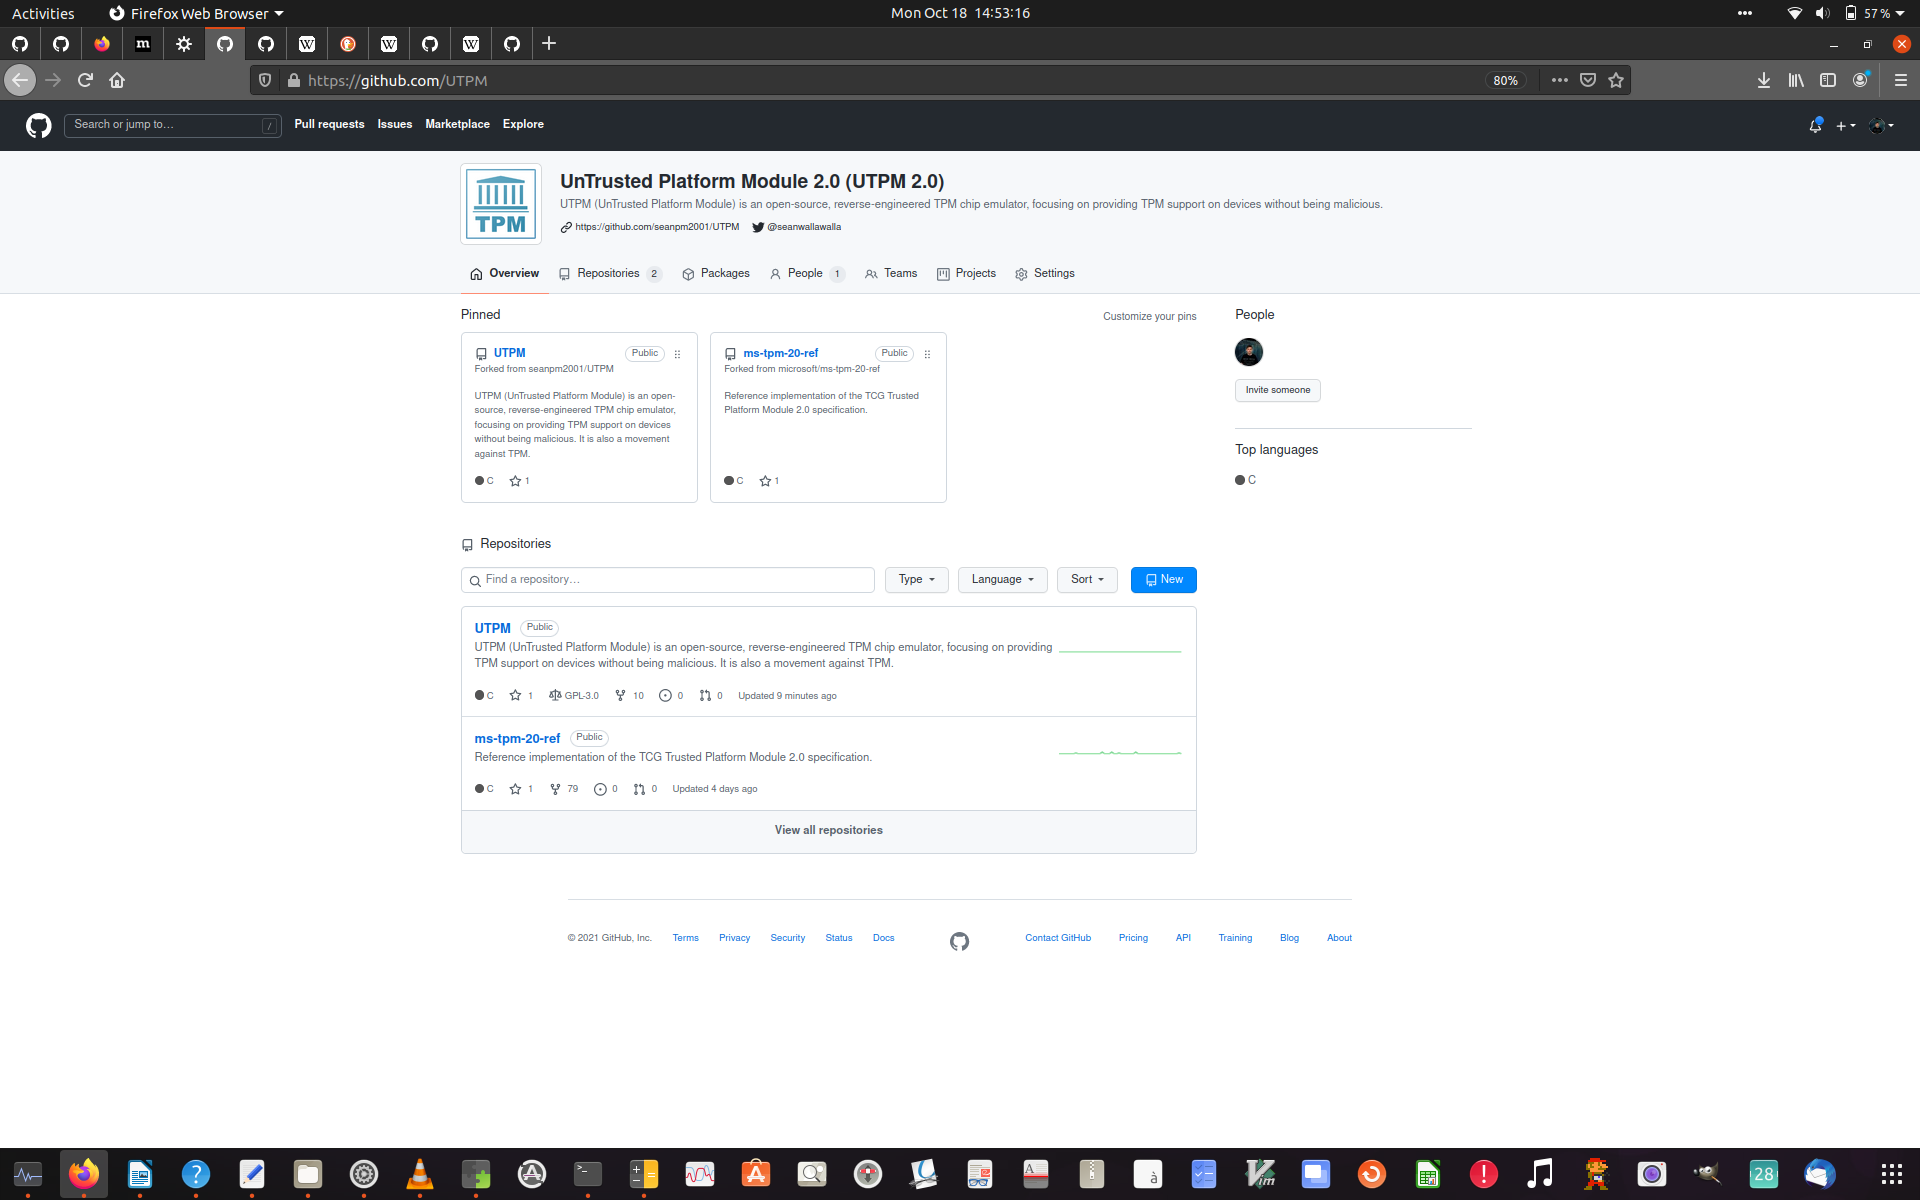 Activities
Firefox Web Browser
Mon Oct 18 14:53:16
57 %
https://github.com/UTPM
80%
Search or jump to…
/
Pull requests
Issues
Marketplace
Explore
TPM
UnTrusted Platform Module 2.0 (UTPM 2.0)
UTPM (UnTrusted Platform Module) is an open-source, reverse-engineered TPM chip emulator, focusing on providing TPM support on devices without being malicious.
https://github.com/seanpm2001/UTPM
@seanwallawalla
Overview
Repositories 2
Packages
People 1
Teams
Projects
Settings
Pinned
Customize your pins
UTPM
Public
Forked from seanpm2001/UTPM
UTPM (UnTrusted Platform Module) is an open-
source, reverse-engineered TPM chip emulator,
focusing on providing TPM support on devices
without being malicious. It is also a movement
against TPM.
C
1
ms-tpm-20-ref
Public
Forked from microsoft/ms-tpm-20-ref
Reference implementation of the TCG Trusted
Platform Module 2.0 specification.
C
1
People
Invite someone
Top languages
C
Repositories
Find a repository…
Type
Language
Sort
New
UTPM
Public
UTPM (UnTrusted Platform Module) is an open-source, reverse-engineered TPM chip emulator, focusing on providing
TPM support on devices without being malicious. It is also a movement against TPM.
C 1 GPL-3.0 10 0 0 Updated 9 minutes ago
ms-tpm-20-ref
Public
Reference implementation of the TCG Trusted Platform Module 2.0 specification.
C 1 79 0 0 Updated 4 days ago
View all repositories
© 2021 GitHub, Inc.
Terms
Privacy
Security
Status
Docs
Contact GitHub
Pricing
API
Training
Blog
About
28